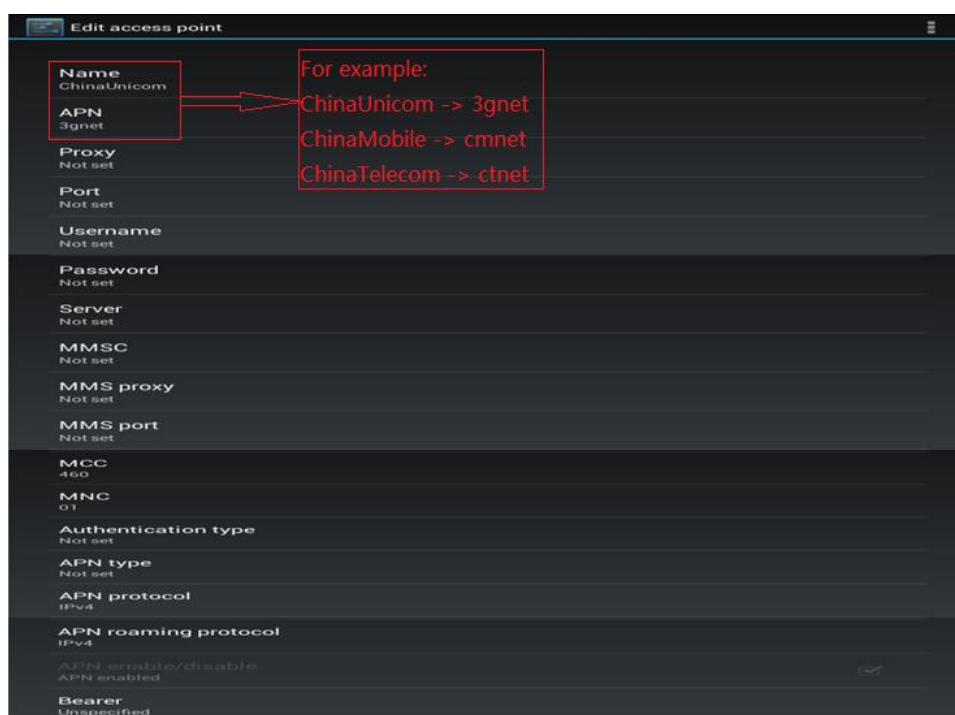 Edit access point
Name
ChinaUnicom
APN
3gnet
For example:
ChinaUnicom -> 3gnet
ChinaMobile -> cmnet
ChinaTelecom -> ctnet
Proxy
Not set
Port
Not set
Username
Not set
Password
Not set
Server
Not set
MMSC
Not set
MMS proxy
Not set
MMS port
Not set
MCC
460
MNC
01
Authentication type
Not set
APN type
Not set
APN protocol
IPv4
APN roaming protocol
IPv4
APN enable/disable
APN enabled
Bearer
Unspecified